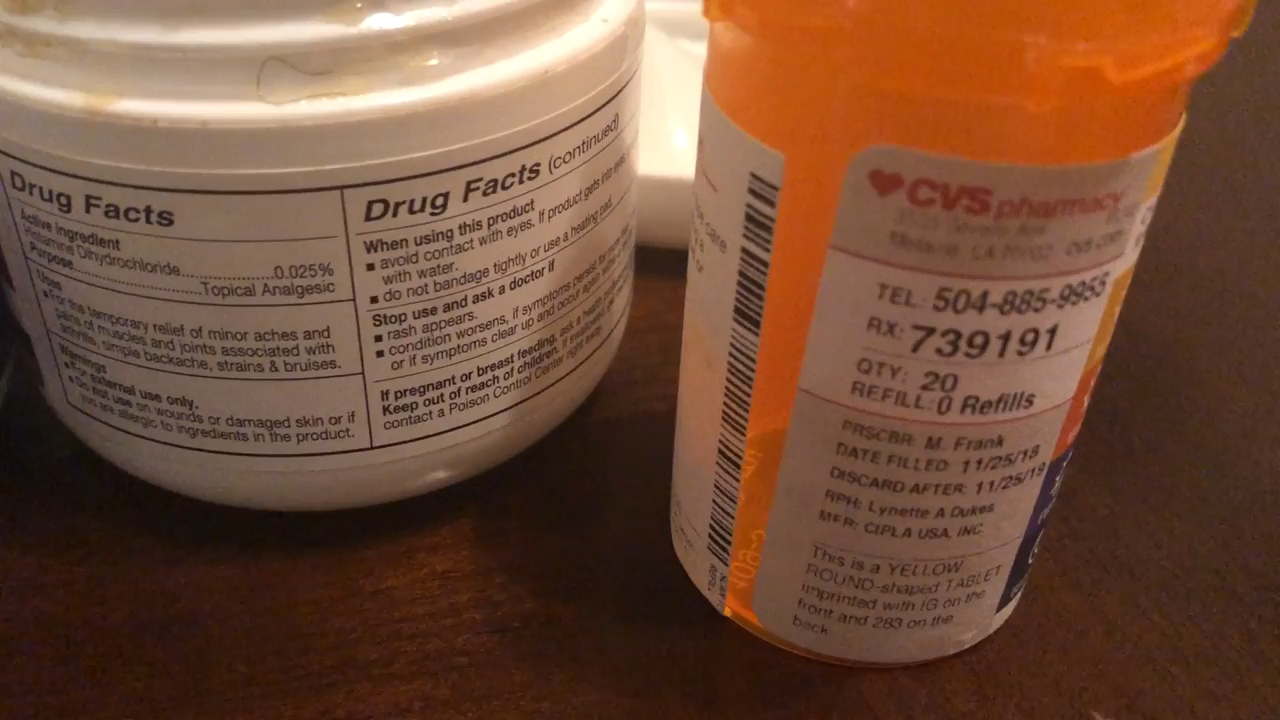 Drug Facts
Active ingredient
Histamine Dihydrochloride....................0.025%
Purpose........................Topical Analgesic
Uses
▪ For the temporary relief of minor aches and
pains of muscles and joints associated with
arthritis, simple backache, strains & bruises.
Warnings
▪ For external use only.
▪ Do not use on wounds or damaged skin or if
you are allergic to ingredients in the product.
Drug Facts (continued)
When using this product
▪ avoid contact with eyes. If product gets into eyes
with water.
▪ do not bandage tightly or use a heating pad.
Stop use and ask a doctor if
▪ rash appears.
▪ condition worsens, if symptoms persist for more
or if symptoms clear up and occur again
If pregnant or breast feeding, ask a health
Keep out of reach of children. If swallowed,
contact a Poison Control Center right away.
CVS pharmacy
TEL: 504-885-9955
RX: 739191
QTY: 20
REFILL: 0 Refills
PRSCBR: M. Frank
DATE FILLED: 11/25/18
DISCARD AFTER: 11/25/19
RPH: Lynette A Dukes
MFR: CIPLA USA, INC.
This is a YELLOW
ROUND-shaped TABLET
imprinted with IG on the
front and 283 on the
back.